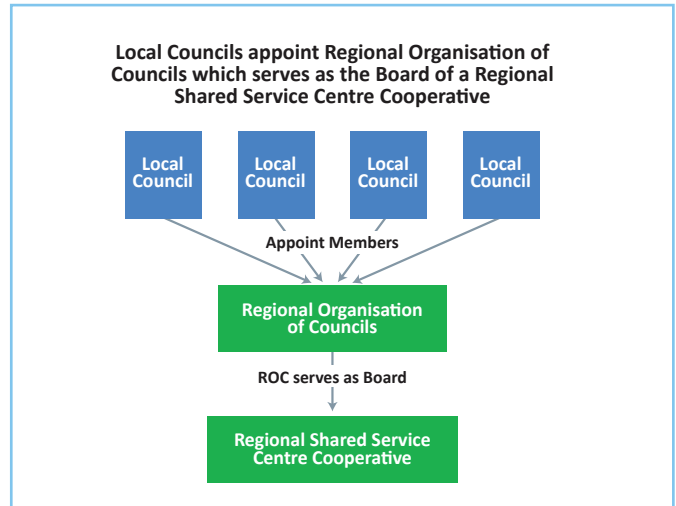 Local Councils appoint Regional Organisation of
Councils which serves as the Board of a Regional
Shared Service Centre Cooperative
Local
Council
Local
Council
Local
Council
Local
Council
Appoint Members
Regional Organisation
of Councils
ROC serves as Board
Regional Shared Service
Centre Cooperative